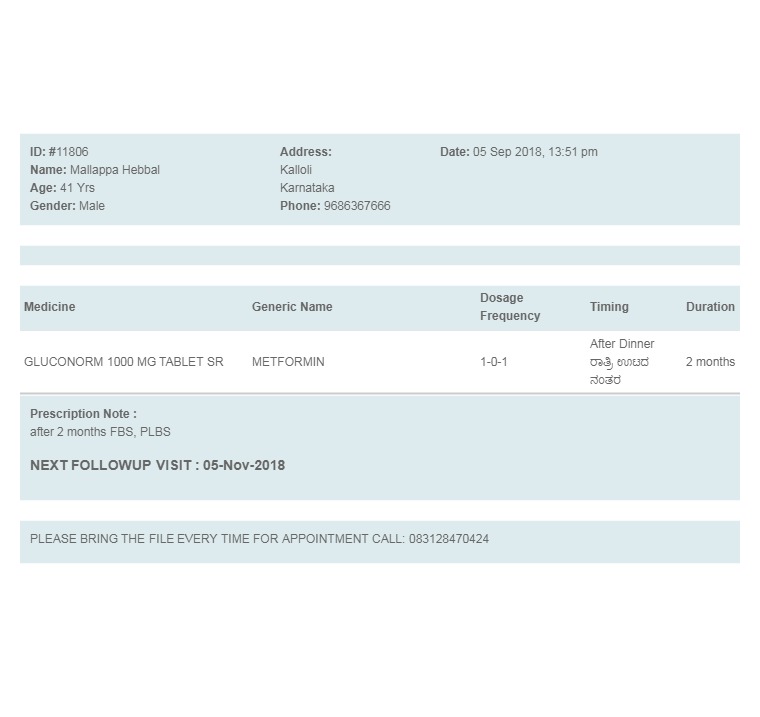 ID: #11806
Name: Mallappa Hebbal
Age: 41 Yrs
Gender: Male
Address:
Kalloli
Karnataka
Phone: 9686367666
Date: 05 Sep 2018, 13:51 pm
Medicine Generic Name Dosage Frequency Timing Duration
GLUCONORM 1000 MG TABLET SR METFORMIN 1-0-1 After Dinner 2 months
ರಾತ್ರಿ ಊಟದ
ನಂತರ
Prescription Note :
after 2 months FBS, PLBS
NEXT FOLLOWUP VISIT : 05-Nov-2018
PLEASE BRING THE FILE EVERY TIME FOR APPOINTMENT CALL: 083128470424